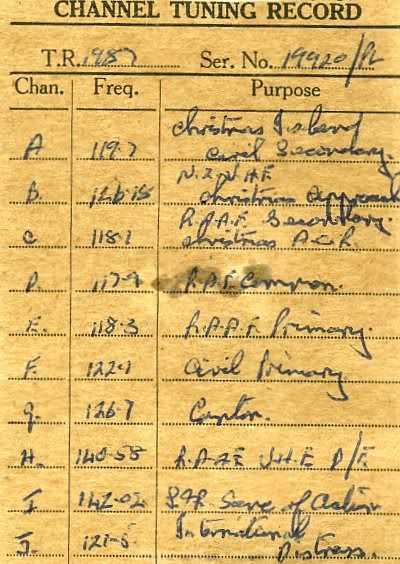 CHANNEL TUNING RECORD
T.R. 1987 Ser. No. 19920/
Chan. Freq. Purpose
Christmas Island
A 119.7 Civil Secondary.
B. 126.18 Christmas Approach
R.A.A.F. Secondary.
C 118.1 Christmas
D. 117.9 R.A.F. Common.
E. 118.3 R.A.A.F. Primary.
F. 122.1 Civil Primary
G. 126.7 Canton.
H. 140.58 R.A.A.F. D/F.
I 142.02 of Action
International
J. 121.5 Distress.